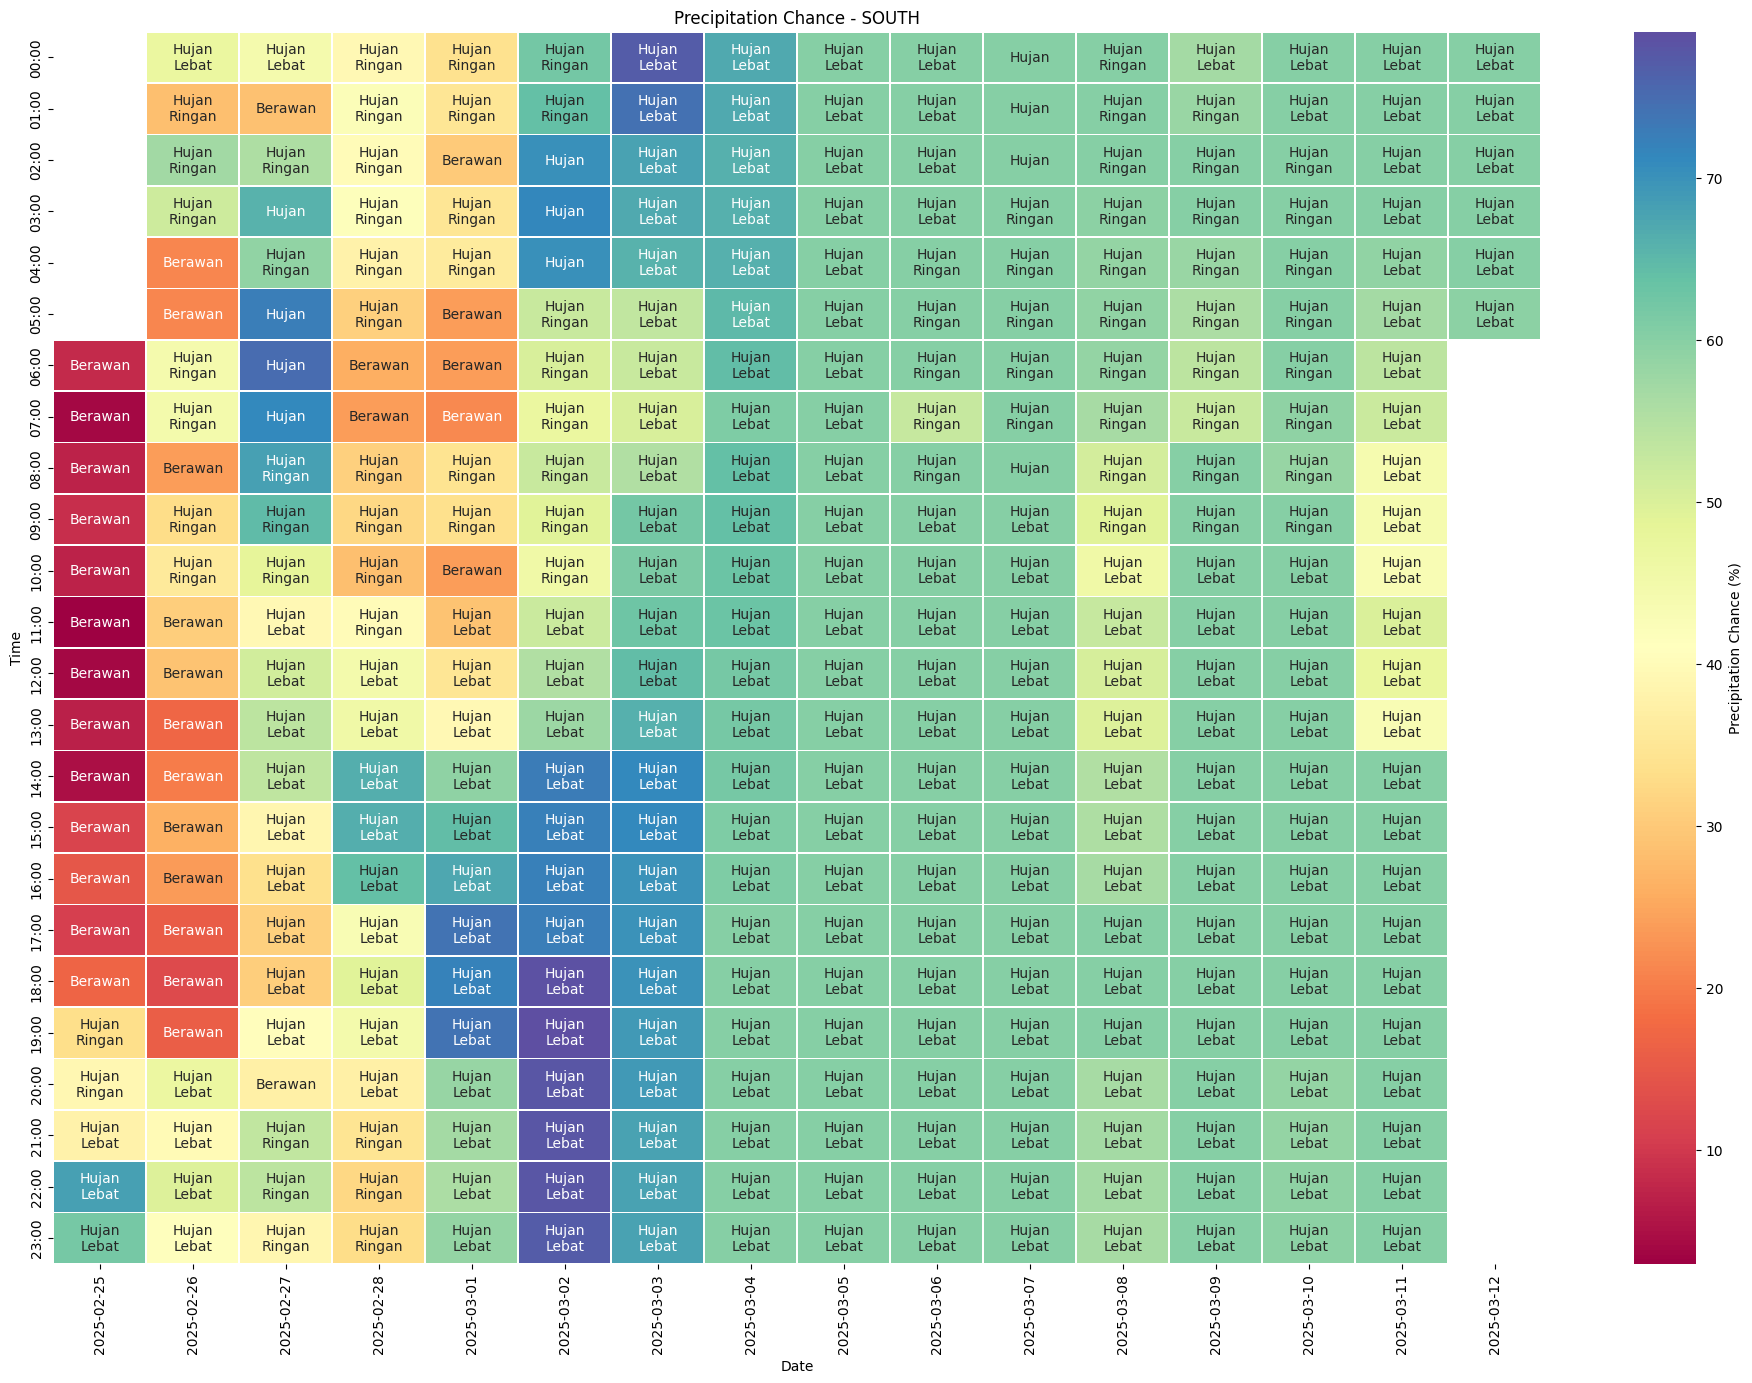 Precipitation Chance - SOUTH
00:00 Hujan Lebat Hujan Lebat Hujan Ringan Hujan Ringan Hujan Ringan Hujan Lebat Hujan Lebat Hujan Lebat Hujan Lebat Hujan Hujan Ringan Hujan Lebat Hujan Lebat Hujan Lebat Hujan Lebat
01:00 Hujan Ringan Berawan Hujan Ringan Hujan Ringan Hujan Ringan Hujan Lebat Hujan Lebat Hujan Lebat Hujan Lebat Hujan Hujan Ringan Hujan Ringan Hujan Lebat Hujan Lebat Hujan Lebat
02:00 Hujan Ringan Hujan Ringan Hujan Ringan Berawan Hujan Hujan Lebat Hujan Lebat Hujan Lebat Hujan Lebat Hujan Hujan Ringan Hujan Ringan Hujan Ringan Hujan Lebat Hujan Lebat
03:00 Hujan Ringan Hujan Hujan Ringan Hujan Ringan Hujan Hujan Lebat Hujan Lebat Hujan Lebat Hujan Lebat Hujan Ringan Hujan Ringan Hujan Ringan Hujan Ringan Hujan Lebat Hujan Lebat
04:00 Berawan Hujan Ringan Hujan Ringan Hujan Ringan Hujan Hujan Lebat Hujan Lebat Hujan Lebat Hujan Ringan Hujan Ringan Hujan Ringan Hujan Ringan Hujan Ringan Hujan Lebat Hujan Lebat
05:00 Berawan Hujan Hujan Ringan Berawan Hujan Ringan Hujan Lebat Hujan Lebat Hujan Lebat Hujan Ringan Hujan Ringan Hujan Ringan Hujan Ringan Hujan Ringan Hujan Lebat Hujan Lebat
06:00 Berawan Hujan Ringan Hujan Berawan Berawan Hujan Ringan Hujan Lebat Hujan Lebat Hujan Lebat Hujan Ringan Hujan Ringan Hujan Ringan Hujan Ringan Hujan Ringan Hujan Lebat
07:00 Berawan Hujan Ringan Hujan Berawan Berawan Hujan Ringan Hujan Lebat Hujan Lebat Hujan Lebat Hujan Ringan Hujan Ringan Hujan Ringan Hujan Ringan Hujan Ringan Hujan Lebat
08:00 Berawan Berawan Hujan Ringan Hujan Ringan Hujan Ringan Hujan Ringan Hujan Lebat Hujan Lebat Hujan Lebat Hujan Ringan Hujan Hujan Ringan Hujan Ringan Hujan Ringan Hujan Lebat
09:00 Berawan Hujan Ringan Hujan Ringan Hujan Ringan Hujan Ringan Hujan Ringan Hujan Lebat Hujan Lebat Hujan Lebat Hujan Lebat Hujan Lebat Hujan Ringan Hujan Ringan Hujan Ringan Hujan Lebat
10:00 Berawan Hujan Ringan Hujan Ringan Hujan Ringan Berawan Hujan Ringan Hujan Lebat Hujan Lebat Hujan Lebat Hujan Lebat Hujan Lebat Hujan Lebat Hujan Lebat Hujan Lebat Hujan Lebat
11:00 Berawan Berawan Hujan Lebat Hujan Ringan Hujan Lebat Hujan Lebat Hujan Lebat Hujan Lebat Hujan Lebat Hujan Lebat Hujan Lebat Hujan Lebat Hujan Lebat Hujan Lebat Hujan Lebat
12:00 Berawan Berawan Hujan Lebat Hujan Lebat Hujan Lebat Hujan Lebat Hujan Lebat Hujan Lebat Hujan Lebat Hujan Lebat Hujan Lebat Hujan Lebat Hujan Lebat Hujan Lebat Hujan Lebat
13:00 Berawan Berawan Hujan Lebat Hujan Lebat Hujan Lebat Hujan Lebat Hujan Lebat Hujan Lebat Hujan Lebat Hujan Lebat Hujan Lebat Hujan Lebat Hujan Lebat Hujan Lebat Hujan Lebat
14:00 Berawan Berawan Hujan Lebat Hujan Lebat Hujan Lebat Hujan Lebat Hujan Lebat Hujan Lebat Hujan Lebat Hujan Lebat Hujan Lebat Hujan Lebat Hujan Lebat Hujan Lebat Hujan Lebat
15:00 Berawan Berawan Hujan Lebat Hujan Lebat Hujan Lebat Hujan Lebat Hujan Lebat Hujan Lebat Hujan Lebat Hujan Lebat Hujan Lebat Hujan Lebat Hujan Lebat Hujan Lebat Hujan Lebat
16:00 Berawan Berawan Hujan Lebat Hujan Lebat Hujan Lebat Hujan Lebat Hujan Lebat Hujan Lebat Hujan Lebat Hujan Lebat Hujan Lebat Hujan Lebat Hujan Lebat Hujan Lebat Hujan Lebat
17:00 Berawan Berawan Hujan Lebat Hujan Lebat Hujan Lebat Hujan Lebat Hujan Lebat Hujan Lebat Hujan Lebat Hujan Lebat Hujan Lebat Hujan Lebat Hujan Lebat Hujan Lebat Hujan Lebat
18:00 Berawan Berawan Hujan Lebat Hujan Lebat Hujan Lebat Hujan Lebat Hujan Lebat Hujan Lebat Hujan Lebat Hujan Lebat Hujan Lebat Hujan Lebat Hujan Lebat Hujan Lebat Hujan Lebat
19:00 Hujan Ringan Berawan Hujan Lebat Hujan Lebat Hujan Lebat Hujan Lebat Hujan Lebat Hujan Lebat Hujan Lebat Hujan Lebat Hujan Lebat Hujan Lebat Hujan Lebat Hujan Lebat Hujan Lebat
20:00 Hujan Ringan Hujan Lebat Berawan Hujan Lebat Hujan Lebat Hujan Lebat Hujan Lebat Hujan Lebat Hujan Lebat Hujan Lebat Hujan Lebat Hujan Lebat Hujan Lebat Hujan Lebat Hujan Lebat
21:00 Hujan Lebat Hujan Lebat Hujan Ringan Hujan Ringan Hujan Lebat Hujan Lebat Hujan Lebat Hujan Lebat Hujan Lebat Hujan Lebat Hujan Lebat Hujan Lebat Hujan Lebat Hujan Lebat Hujan Lebat
22:00 Hujan Lebat Hujan Lebat Hujan Ringan Hujan Ringan Hujan Lebat Hujan Lebat Hujan Lebat Hujan Lebat Hujan Lebat Hujan Lebat Hujan Lebat Hujan Lebat Hujan Lebat Hujan Lebat Hujan Lebat
23:00 Hujan Lebat Hujan Lebat Hujan Ringan Hujan Ringan Hujan Lebat Hujan Lebat Hujan Lebat Hujan Lebat Hujan Lebat Hujan Lebat Hujan Lebat Hujan Lebat Hujan Lebat Hujan Lebat Hujan Lebat
Time
2025-02-25
2025-02-26
2025-02-27
2025-02-28
2025-03-01
2025-03-02
2025-03-03
2025-03-04
2025-03-05
2025-03-06
2025-03-07
2025-03-08
2025-03-09
2025-03-10
2025-03-11
2025-03-12
Date
70
60
50
40
30
20
10
Precipitation Chance (%)